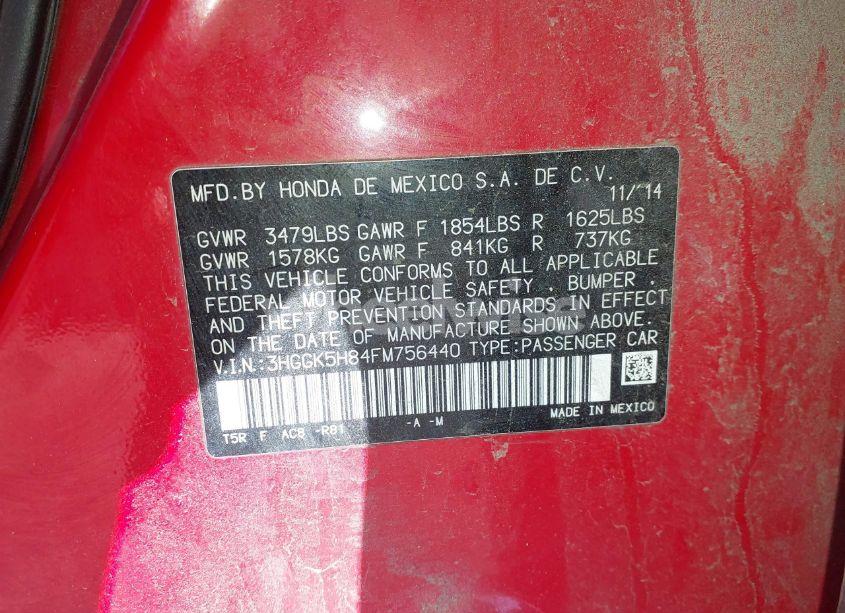 MFD.BY HONDA DE MEXICO S.A. DE C.V.
11/14
GVWR 3479LBS GAWR F 1854LBS R 1625LBS
GVWR 1578KG GAWR F 841KG R 737KG
THIS VEHICLE CONFORMS TO ALL APPLICABLE
FEDERAL MOTOR VEHICLE SAFETY . BUMPER .
AND THEFT PREVENTION STANDARDS IN EFFECT
ON THE DATE OF MANUFACTURE SHOWN ABOVE.
V.I.N:3HGGK5H84FM756440 TYPE:PASSENGER CAR
T5R F AC8 -R81 -A -M MADE IN MEXICO